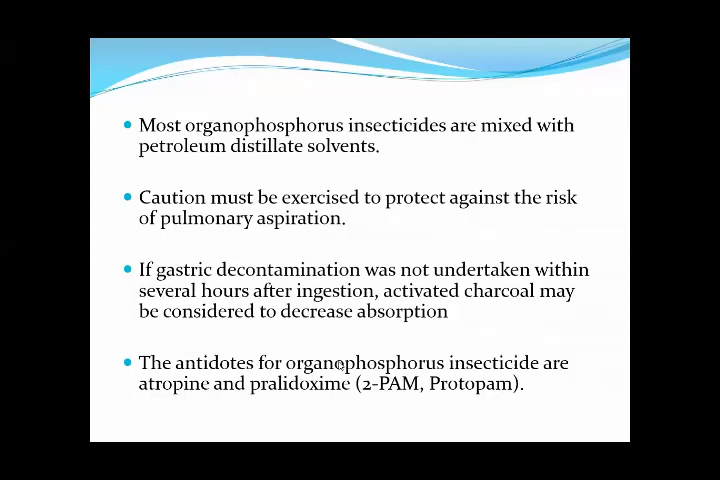 Most organophosphorus insecticides are mixed with
petroleum distillate solvents.
Caution must be exercised to protect against the risk
of pulmonary aspiration.
If gastric decontamination was not undertaken within
several hours after ingestion, activated charcoal may
be considered to decrease absorption
The antidotes for organophosphorus insecticide are
atropine and pralidoxime (2-PAM, Protopam).